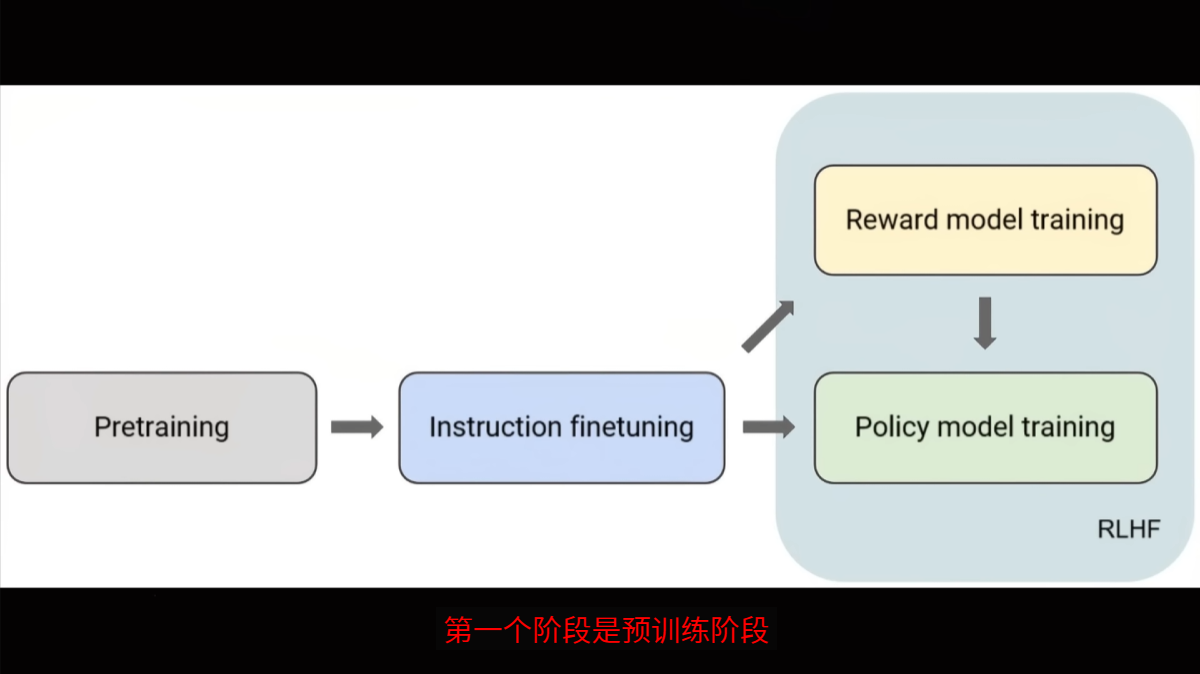 Reward model training
Pretraining
Instruction finetuning
Policy model training
RLHF
第一个阶段是预训练阶段